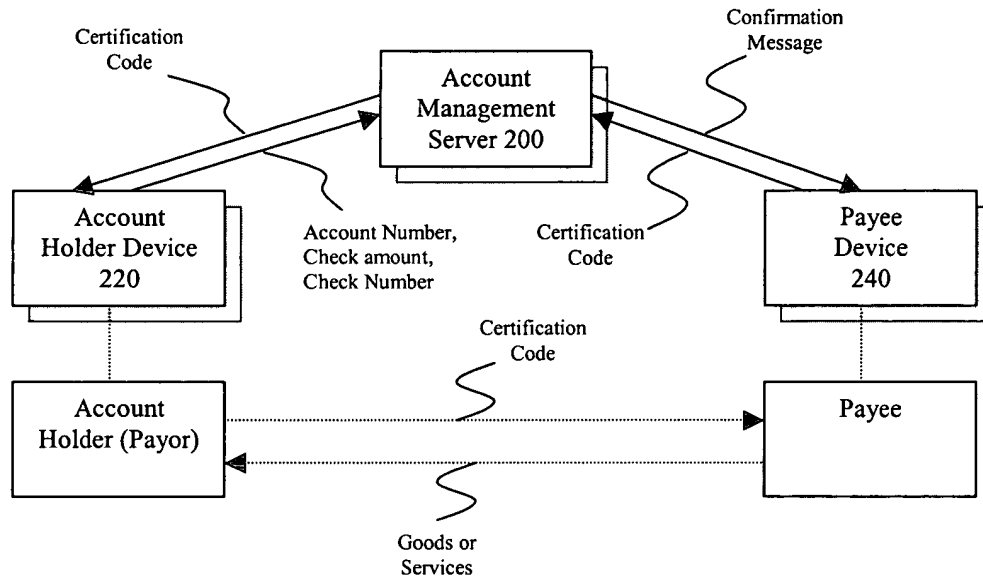 Certification
Code
Confirmation
Message
Account
Management
Server 200
Account
Holder Device
220
Account Number,
Check amount,
Check Number
Certification
Code
Payee
Device
240
Certification
Code
Account
Holder (Payor)
Payee
Goods or
Services